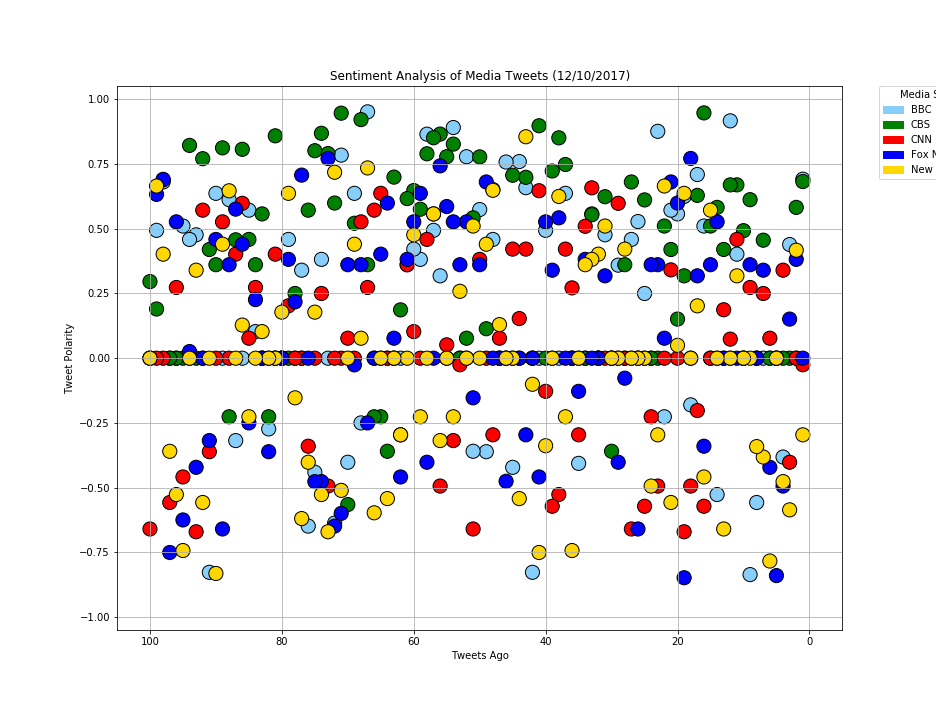 Sentiment Analysis of Media Tweets (12/10/2017)
Media S
BBC
CBS
CNN
Fox N
New
Tweet Polarity
1.00
0.75
0.50
0.25
0.00
−0.25
−0.50
−0.75
−1.00
100
80
60
40
20
0
Tweets Ago